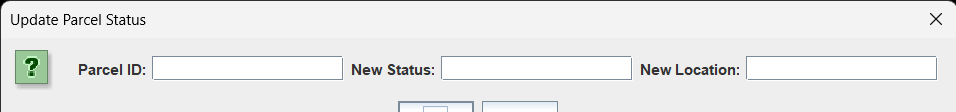 Update Parcel Status
? Parcel ID: New Status: New Location: